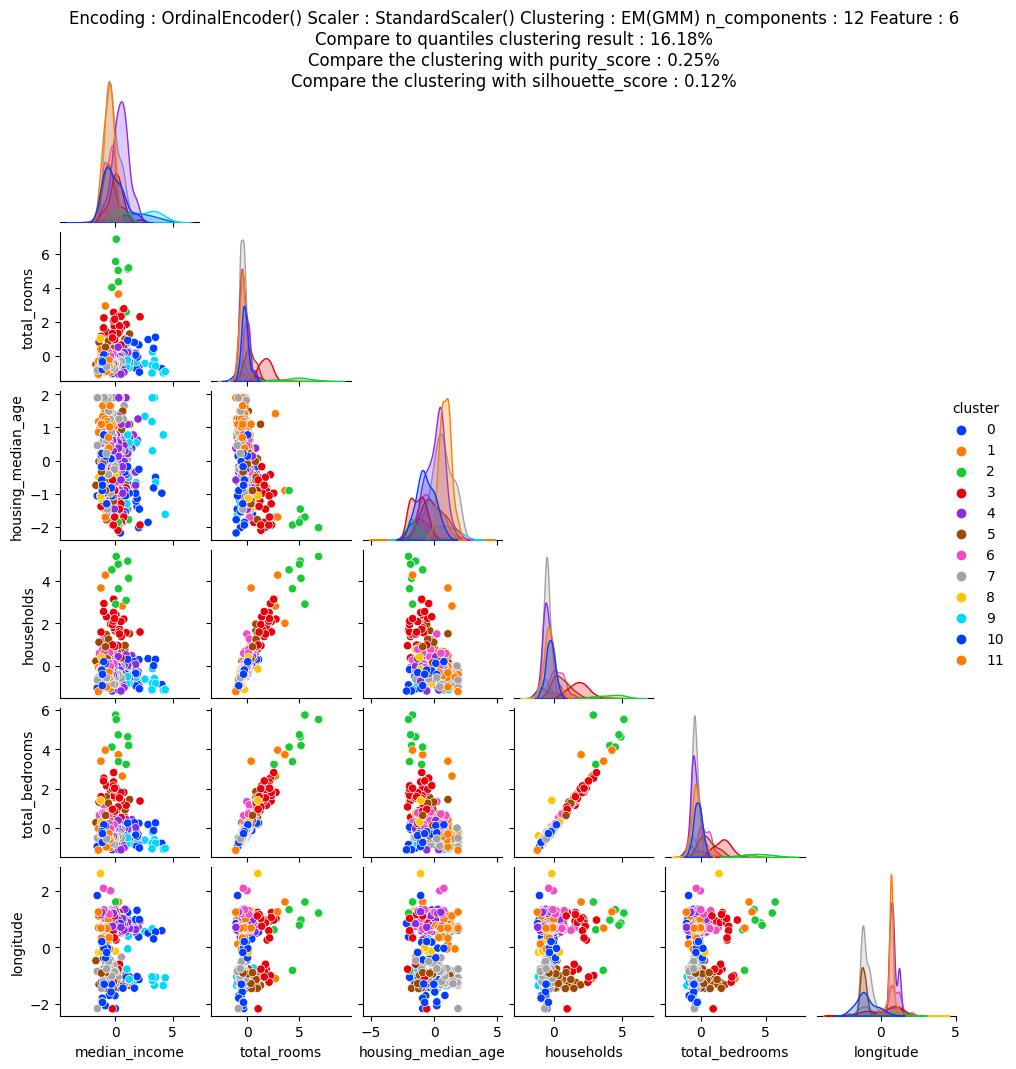 Encoding : OrdinalEncoder() Scaler : StandardScaler() Clustering : EM(GMM) n_components : 12 Feature : 6
Compare to quantiles clustering result : 16.18%
Compare the clustering with purity_score : 0.25%
Compare the clustering with silhouette_score : 0.12%
total_rooms
6
4
2
0
housing_median_age
2
1
0
−1
−2
households
4
2
0
total_bedrooms
6
4
2
0
longitude
2
0
−2
0
5
0
5
−5
0
5
0
5
0
5
0
5
median_income
total_rooms
housing_median_age
households
total_bedrooms
longitude
cluster
0
1
2
3
4
5
6
7
8
9
10
11